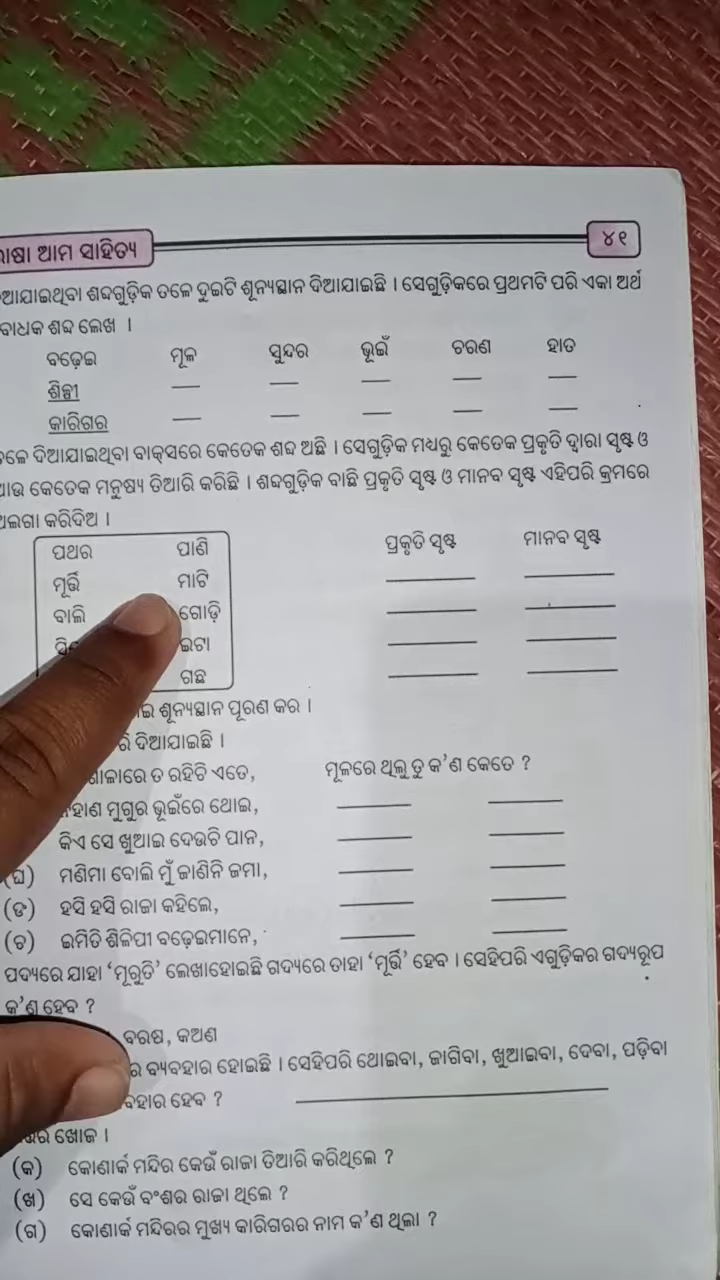 ଭାଷା ଆମ ସାହିତ୍ୟ ୪୧
ଆଯାଇଥିବା ଶବ୍ଦଗୁଡ଼ିକ ତଳେ ଦୁଇଟି ଶୂନ୍ୟସ୍ଥାନ ଦିଆଯାଇଛି । ସେଗୁଡ଼ିକରେ ପ୍ରଥମଟି ପରି ଏକା ଅର୍ଥ
ବୋଧକ ଶବ୍ଦ ଲେଖ ।
ବଢ଼େଇ ମୂଳ ସୁନ୍ଦର ଭୂଇଁ ଚରଣ ହାତ
ଶିଳ୍ପୀ
କାରିଗର
ତଳେ ଦିଆଯାଇଥିବା ବାକ୍ସରେ କେତେକ ଶବ୍ଦ ଅଛି । ସେଗୁଡ଼ିକ ମଧ୍ୟରୁ କେତେକ ପ୍ରକୃତି ଦ୍ୱାରା ସୃଷ୍ଟ ଓ
ଆଉ କେତେକ ମନୁଷ୍ୟ ତିଆରି କରିଛି । ଶବ୍ଦଗୁଡ଼ିକ ବାଛି ପ୍ରକୃତି ସୃଷ୍ଟ ଓ ମାନବ ସୃଷ୍ଟ ଏହିପରି କ୍ରମରେ
ଅଲଗା କରିଦିଅ ।
ପଥର ପାଣି ପ୍ରକୃତି ସୃଷ୍ଟ ମାନବ ସୃଷ୍ଟ
ମୂର୍ତ୍ତି ମାଟି
ବାଲି ଗୋଡ଼ି
ଇଟା
ଗଛ
ଶୂନ୍ୟସ୍ଥାନ ପୂରଣ କର ।
ଦିଆଯାଇଛି ।
ତ ରହିଚି ଏତେ, ମୂଳରେ ଥିଲୁ ତୁ କ’ଣ କେତେ ?
ମୁଗୁର ଭୂଇଁରେ ଥୋଇ,
କିଏ ସେ ଖୁଆଇ ଦେଉଚି ପାନ,
(ଘ) ମଣିମା ବୋଲି ମୁଁ ଜାଣିନି ଜମା,
(ଙ) ହସି ହସି ରାଜା କହିଲେ,
(ଚ) ଇମିତି ଶିଳିପୀ ବଢ଼େଇମାନେ,
ପଦ୍ୟରେ ଯାହା ‘ମୂରୁତି’ ଲେଖାହୋଇଛି ଗଦ୍ୟରେ ତାହା ‘ମୂର୍ତ୍ତି’ ହେବ । ସେହିପରି ଏଗୁଡ଼ିକର ଗଦ୍ୟରୂପ
କ’ଣ ହେବ ?
ବରଷ, କଅଣ
ବ୍ୟବହାର ହୋଇଛି । ସେହିପରି ଥୋଇବା, ଜାଗିବା, ଖୁଆଇବା, ଦେବା, ପଡ଼ିବା
ହେବ ?
ଖୋଜ ।
(କ) କୋଣାର୍କ ମନ୍ଦିର କେଉଁ ରାଜା ତିଆରି କରିଥିଲେ ?
(ଖ) ସେ କେଉଁ ବଂଶର ରାଜା ଥିଲେ ?
(ଗ) କୋଣାର୍କ ମନ୍ଦିରର ମୁଖ୍ୟ କାରିଗରର ନାମ କ’ଣ ଥିଲା ?